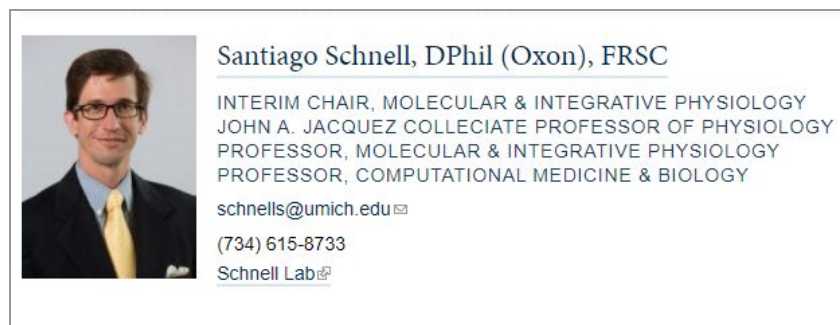 Santiago Schnell, DPhil (Oxon), FRSC
INTERIM CHAIR, MOLECULAR & INTEGRATIVE PHYSIOLOGY
JOHN A. JACQUEZ COLLECIATE PROFESSOR OF PHYSIOLOGY
PROFESSOR, MOLECULAR & INTEGRATIVE PHYSIOLOGY
PROFESSOR, COMPUTATIONAL MEDICINE & BIOLOGY
schnells@umich.edu
(734) 615-8733
Schnell Lab